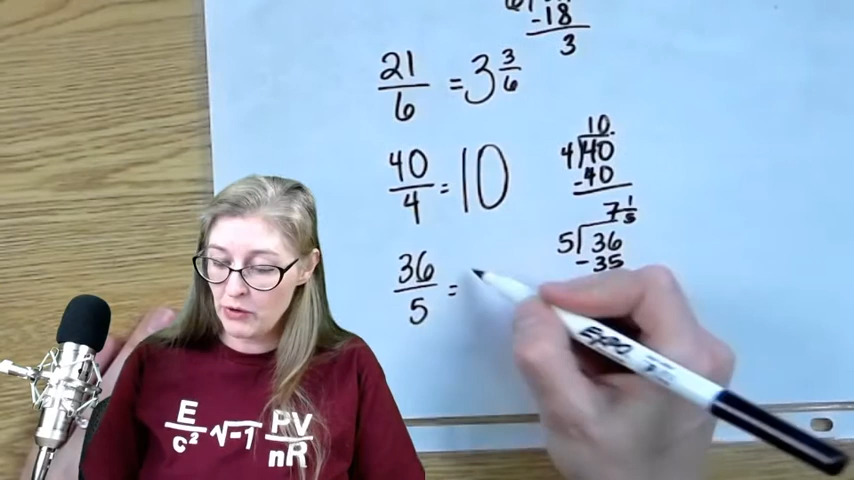 -18
3
21/6 = 3 3/6
10.
4)40
-40
40/4 = 10
7 1/5
5)36
-35
36/5 =
EXPO
E/c² √-1 PV/nR